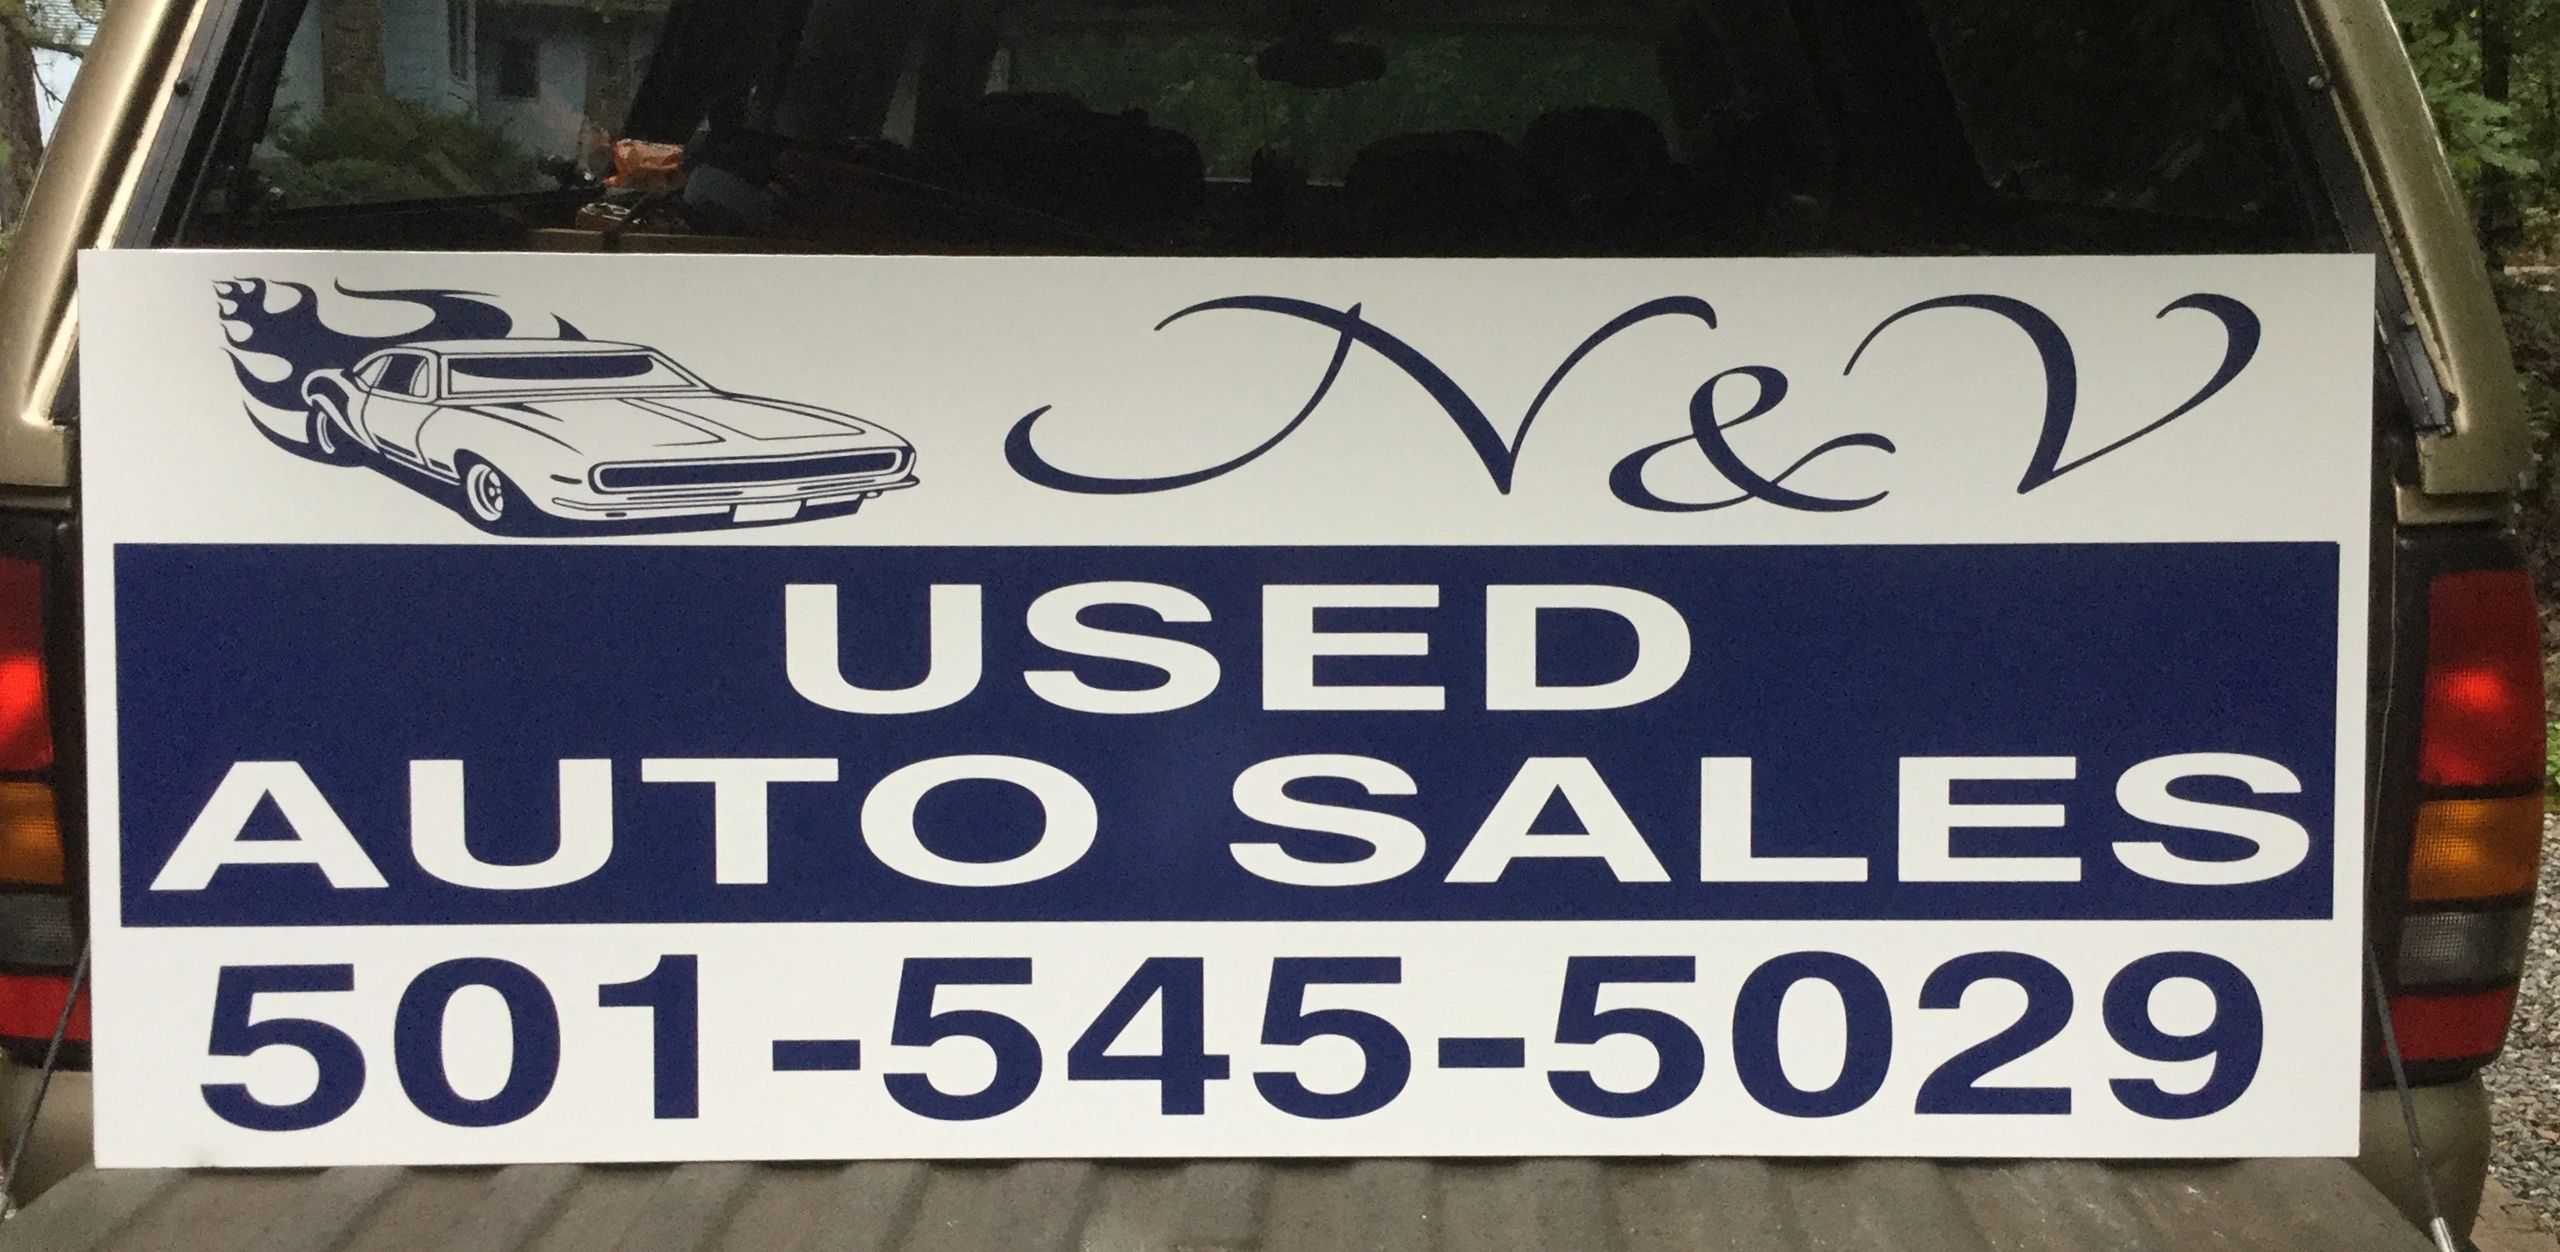 N&V
USED
AUTO SALES
501-545-5029